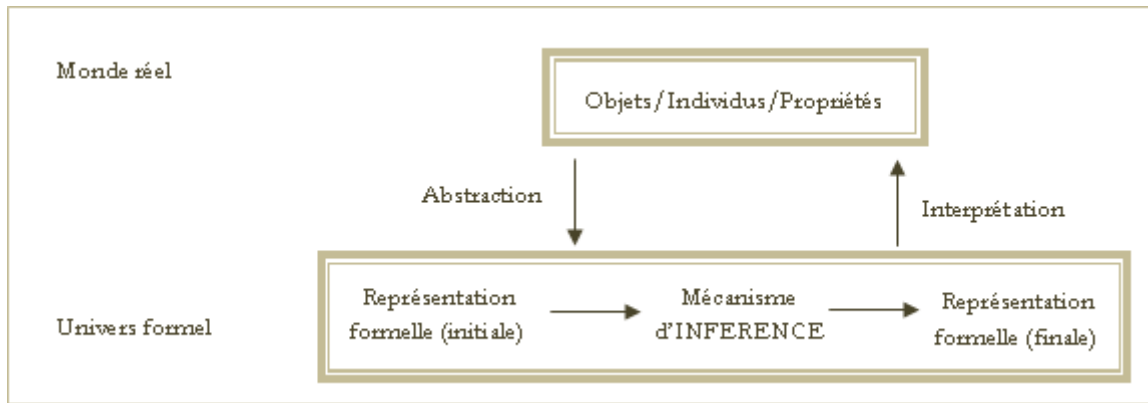 Monde réel
Objets/Individus/Propriétés
Abstraction
Interprétation
Univers formel
Représentation
formelle (initiale)
Mécanisme
d'INFERENCE
Représentation
formelle (finale)